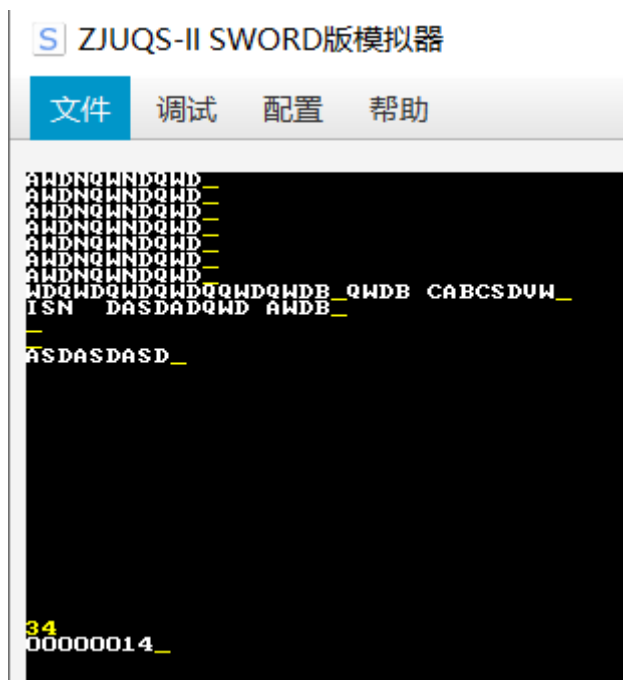 ZJUQS-II SWORD版模拟器
文件 调试 配置 帮助
AWDNQWNDQWD_
AWDNQWNDQWD_
AWDNQWNDQWD_
AWDNQWNDQWD_
AWDNQWNDQWD_
AWDNQWNDQWD_
AWDNQWNDQWD_
WDQWDQWDQWDQQWDQWDB_QWDB CABCSDVW_
ISN  DASDADQWD AWDB_
_
_
ASDASDASD_
34
00000014_